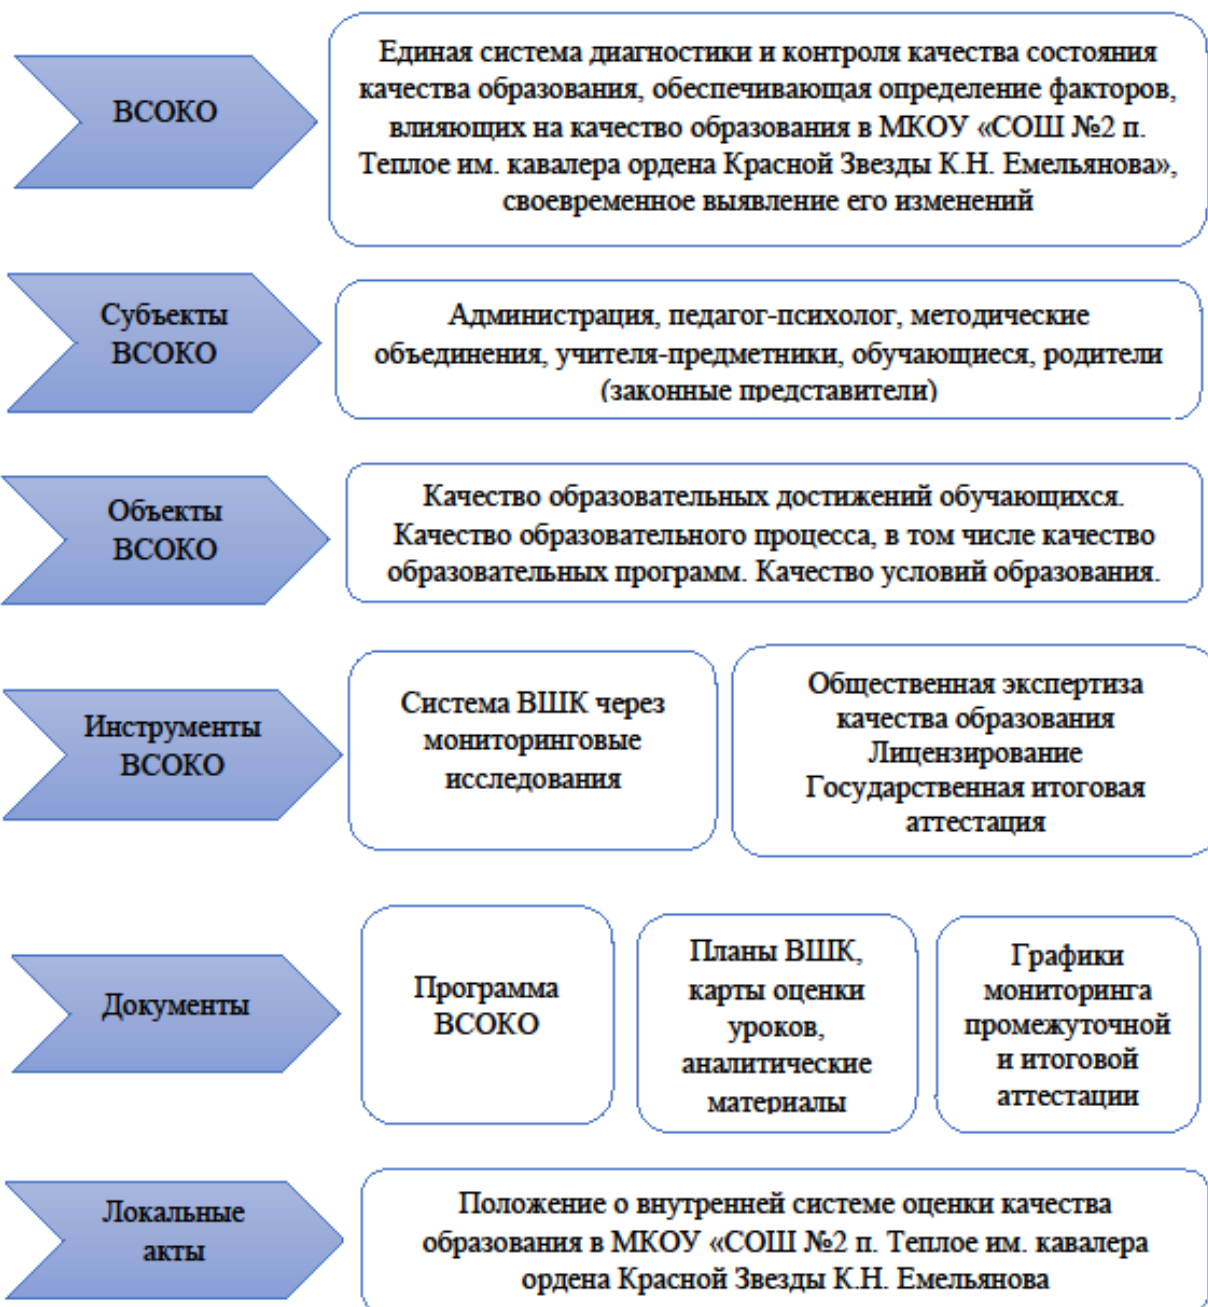 ВСОКО
Единая система диагностики и контроля качества состояния
качества образования, обеспечивающая определение факторов,
влияющих на качество образования в МКОУ «СОШ №2 п.
Теплое им. кавалера ордена Красной Звезды К.Н. Емельянова»,
своевременное выявление его изменений
Субъекты
ВСОКО
Администрация, педагог-психолог, методические
объединения, учителя-предметники, обучающиеся, родители
(законные представители)
Объекты
ВСОКО
Качество образовательных достижений обучающихся.
Качество образовательного процесса, в том числе качество
образовательных программ. Качество условий образования.
Инструменты
ВСОКО
Система ВШК через
мониторинговые
исследования
Общественная экспертиза
качества образования
Лицензирование
Государственная итоговая
аттестация
Документы
Программа
ВСОКО
Планы ВШК,
карты оценки
уроков,
аналитические
материалы
Графики
мониторинга
промежуточной
и итоговой
аттестации
Локальные
акты
Положение о внутренней системе оценки качества
образования в МКОУ «СОШ №2 п. Теплое им. кавалера
ордена Красной Звезды К.Н. Емельянова